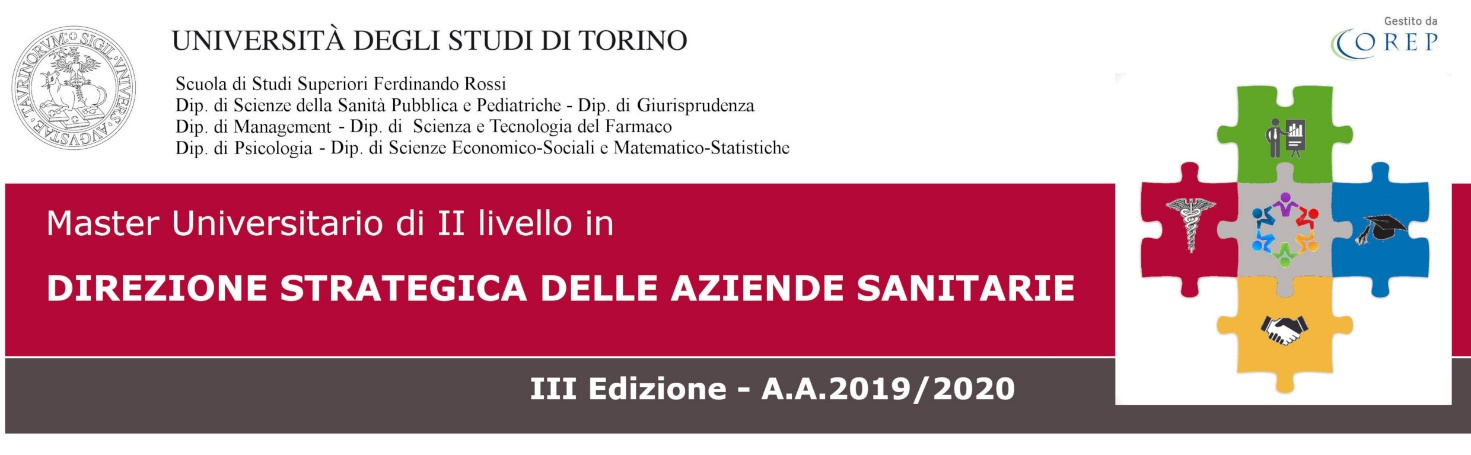 UNIVERSITÀ DEGLI STUDI DI TORINO
Scuola di Studi Superiori Ferdinando Rossi
Dip. di Scienze della Sanità Pubblica e Pediatriche - Dip. di Giurisprudenza
Dip. di Management - Dip. di Scienza e Tecnologia del Farmaco
Dip. di Psicologia - Dip. di Scienze Economico-Sociali e Matematico-Statistiche
Gestito da
COREP
Master Universitario di II livello in
DIREZIONE STRATEGICA DELLE AZIENDE SANITARIE
III Edizione - A.A.2019/2020